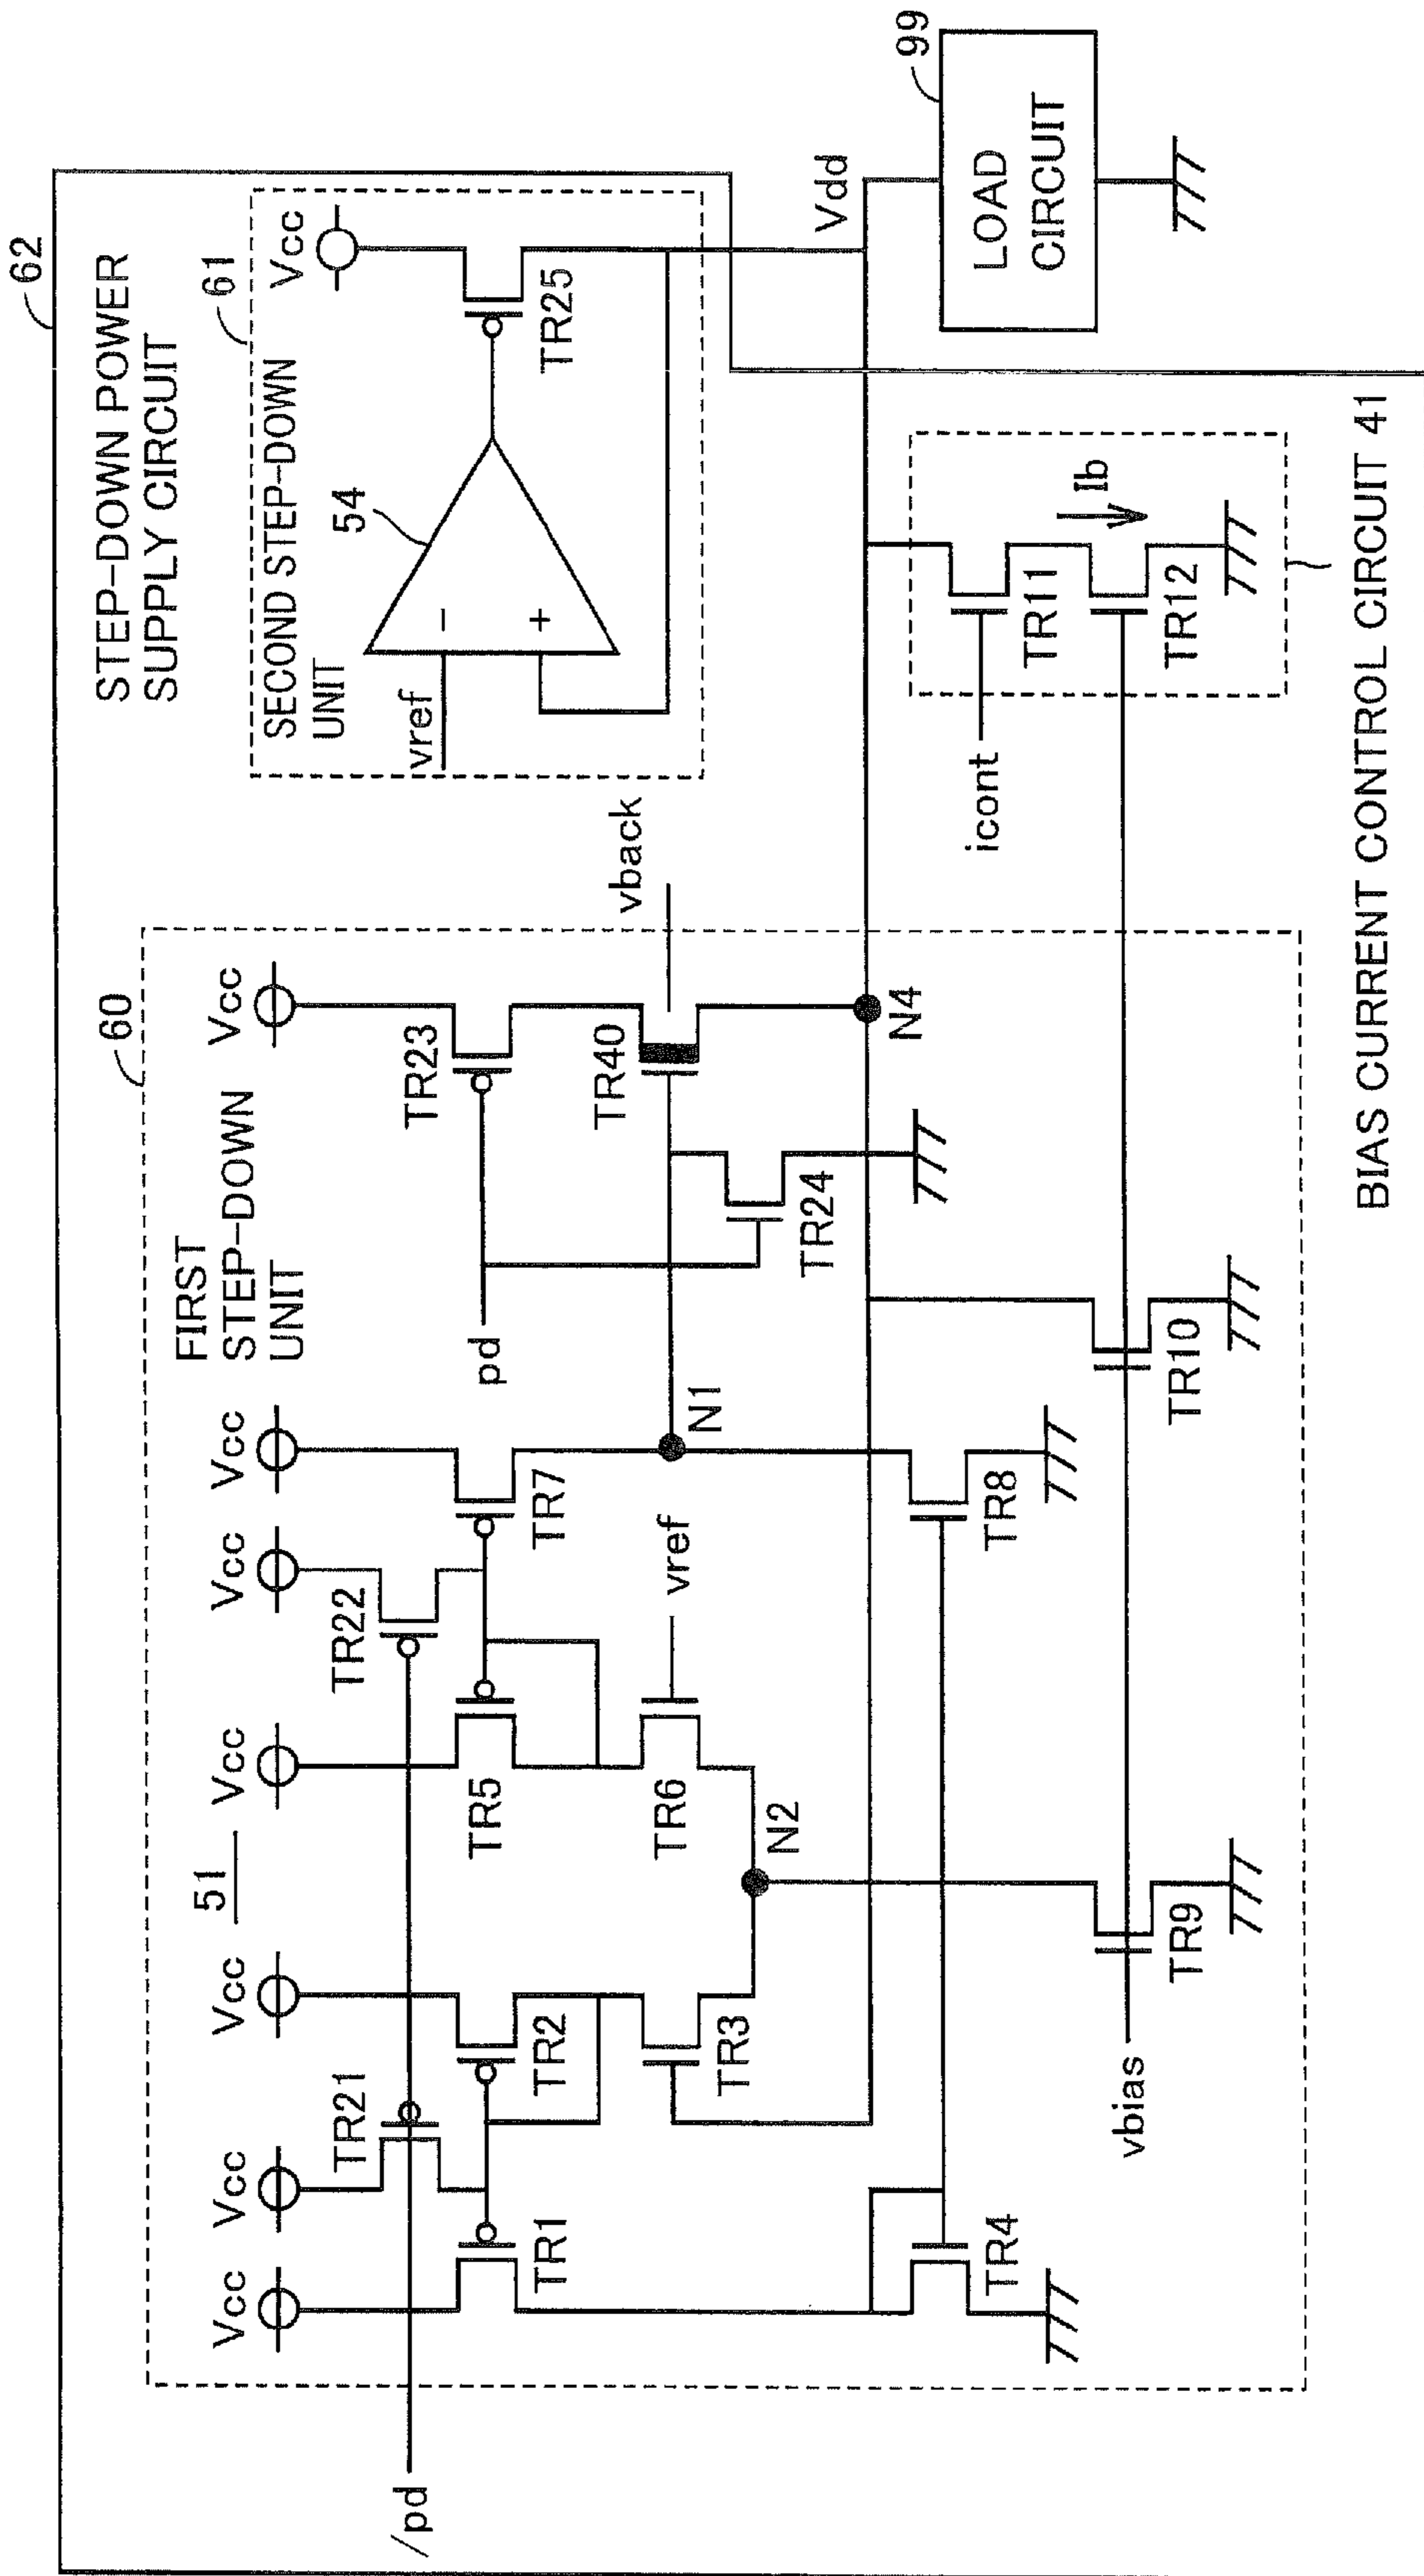 62
STEP-DOWN POWER
SUPPLY CIRCUIT
61
SECOND STEP-DOWN
UNIT
Vcc
54
−
+
vref
TR25
60
FIRST
STEP-DOWN
UNIT
51
Vcc
Vcc
Vcc
Vcc
Vcc
Vcc
Vcc
/pd
TR21
TR22
TR1
TR2
TR5
TR7
TR23
pd
TR3
TR6
vref
N1
TR40
vback
N2
TR24
N4
Vdd
99
LOAD
CIRCUIT
TR4
TR8
icont
TR11
Ib
vbias
TR9
TR10
TR12
BIAS CURRENT CONTROL CIRCUIT 41